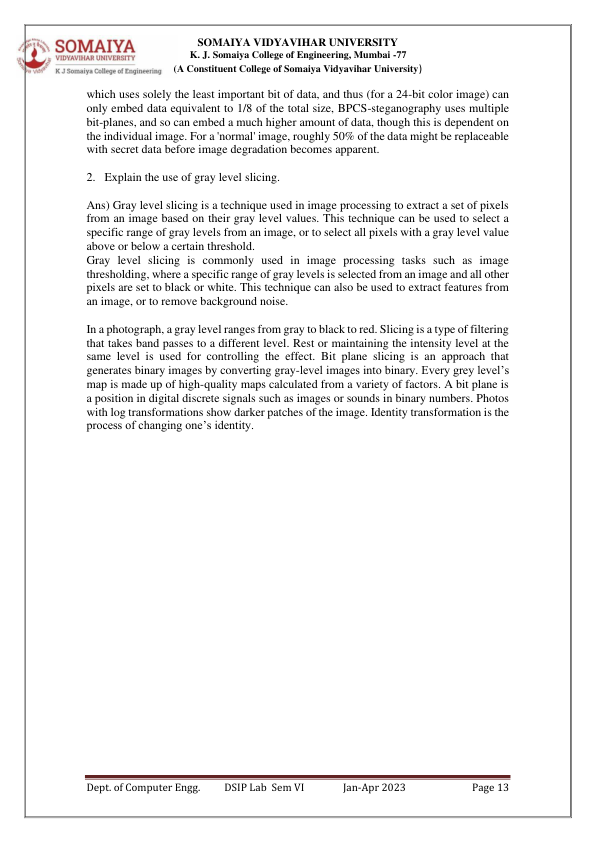 SOMAIYA
VIDYAVIHAR UNIVERSITY
K J Somaiya College of Engineering
SOMAIYA VIDYAVIHAR UNIVERSITY
K. J. Somaiya College of Engineering, Mumbai -77
(A Constituent College of Somaiya Vidyavihar University)
which uses solely the least important bit of data, and thus (for a 24-bit color image) can
only embed data equivalent to 1/8 of the total size, BPCS-steganography uses multiple
bit-planes, and so can embed a much higher amount of data, though this is dependent on
the individual image. For a 'normal' image, roughly 50% of the data might be replaceable
with secret data before image degradation becomes apparent.
2. Explain the use of gray level slicing.
Ans) Gray level slicing is a technique used in image processing to extract a set of pixels
from an image based on their gray level values. This technique can be used to select a
specific range of gray levels from an image, or to select all pixels with a gray level value
above or below a certain threshold.
Gray level slicing is commonly used in image processing tasks such as image
thresholding, where a specific range of gray levels is selected from an image and all other
pixels are set to black or white. This technique can also be used to extract features from
an image, or to remove background noise.
In a photograph, a gray level ranges from gray to black to red. Slicing is a type of filtering
that takes band passes to a different level. Rest or maintaining the intensity level at the
same level is used for controlling the effect. Bit plane slicing is an approach that
generates binary images by converting gray-level images into binary. Every grey level’s
map is made up of high-quality maps calculated from a variety of factors. A bit plane is
a position in digital discrete signals such as images or sounds in binary numbers. Photos
with log transformations show darker patches of the image. Identity transformation is the
process of changing one’s identity.
Dept. of Computer Engg. DSIP Lab Sem VI Jan-Apr 2023 Page 13